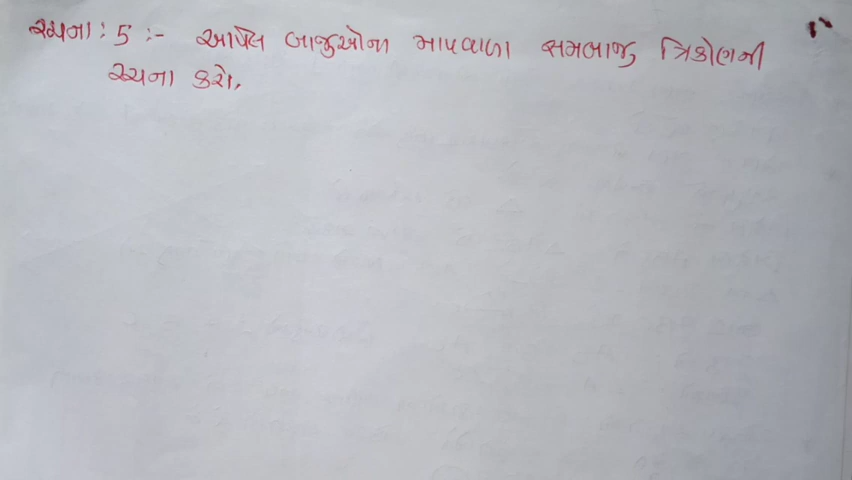 રચના : 5 :- આપેલ બાજુઓના માપવાળા સમબાજુ ત્રિકોણની
રચના કરો.